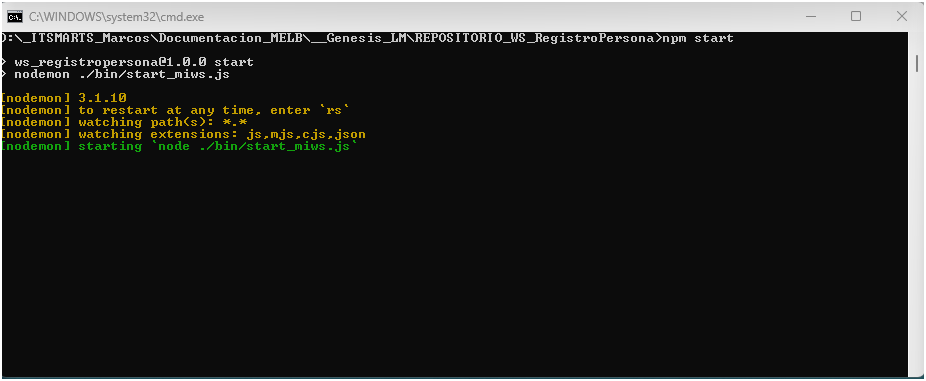 C:\WINDOWS\system32\cmd.exe
D:\_ITSMARTS_Marcos\Documentacion_MELB\__Genesis_LM\REPOSITORIO_WS_RegistroPersona>npm start
> ws_registropersona@1.0.0 start
> nodemon ./bin/start_miws.js
[nodemon] 3.1.10
[nodemon] to restart at any time, enter `rs`
[nodemon] watching path(s): *.*
[nodemon] watching extensions: js,mjs,cjs,json
[nodemon] starting `node ./bin/start_miws.js`